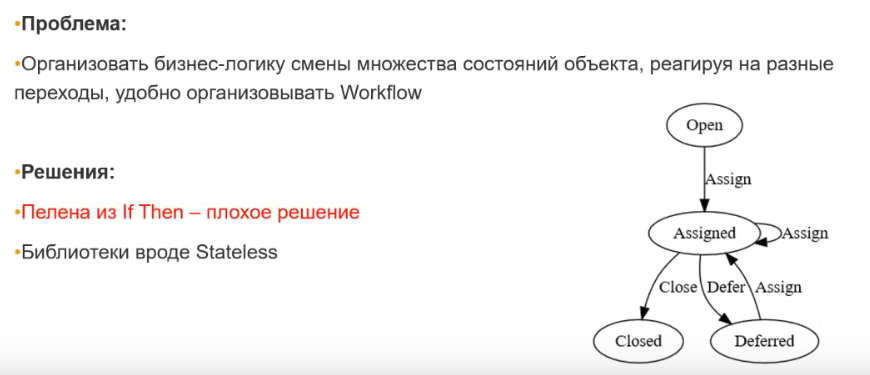 •Проблема:
•Организовать бизнес-логику смены множества состояний объекта, реагируя на разные
переходы, удобно организовывать Workflow
•Решения:
•Пелена из If Then – плохое решение
•Библиотеки вроде Stateless
Open
Assign
Assigned
Assign
Close
Defer
Assign
Closed
Deferred